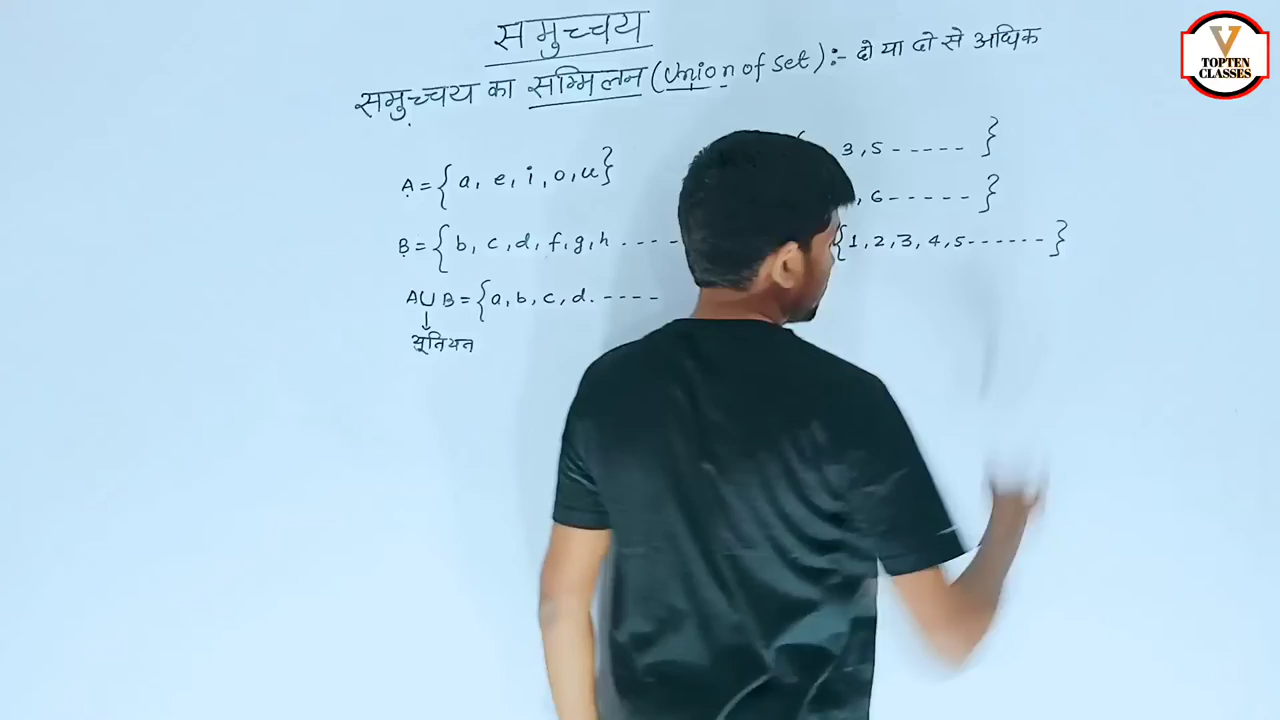 समुच्चय
समुच्चय का सम्मिलन (Union of set) :- दो या दो से अधिक
A = { a, e, i, o, u }
B = { b, c, d, f, g, h . - - - -
A U B = { a, b, c, d. - - - -
यूनियन
3, 5 - - - - - }
, 6 - - - - - }
{ 1, 2, 3, 4, 5 - - - - - - }
V
TOPTEN
CLASSES